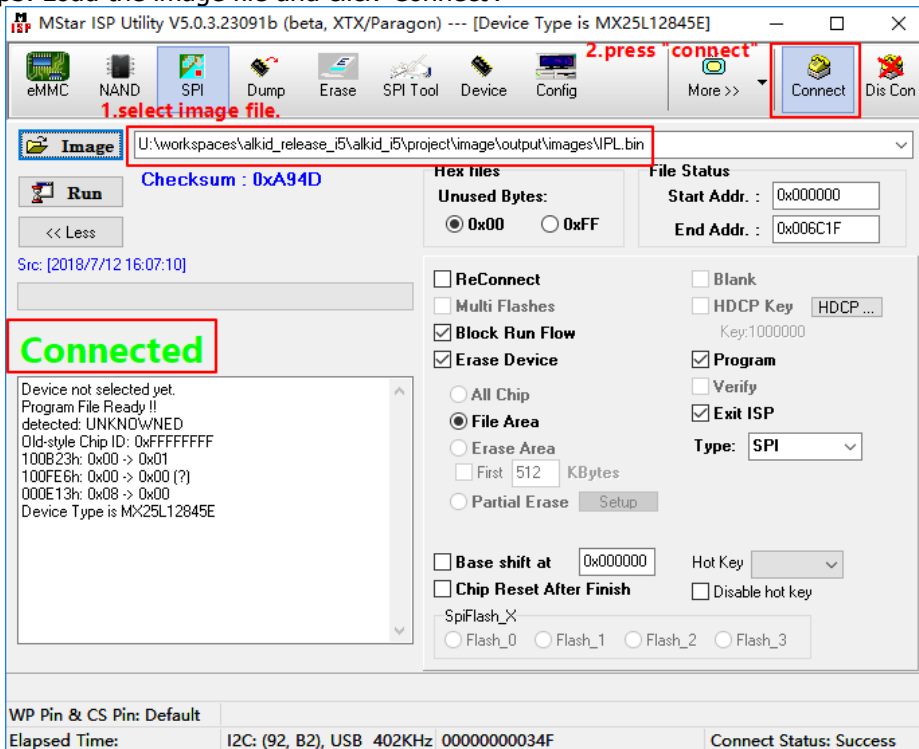 Load the image file and click "Connect".
MStar ISP Utility V5.0.3.23091b (beta, XTX/Paragon) --- [Device Type is MX25L12845E]
2.press "connect"
eMMC NAND SPI Dump Erase SPI Tool Device Config More >> Connect Dis Con
1.select image file.
Image U:\workspaces\alkid_release_i5\alkid_i5\project\image\output\images\IPL.bin
Run
Checksum : 0xA94D
<< Less
Hex files
Unused Bytes:
0x00 0xFF
File Status
Start Addr. : 0x000000
End Addr. : 0x006C1F
Src: [2018/7/12 16:07:10]
Connected
Device not selected yet.
Program File Ready !!
detected: UNKNOWNED
Old-style Chip ID: 0xFFFFFFFF
100B23h: 0x00 -> 0x01
100FE6h: 0x00 -> 0x00 (?)
000E13h: 0x08 -> 0x00
Device Type is MX25L12845E
ReConnect
Multi Flashes
Block Run Flow
Erase Device
All Chip
File Area
Erase Area
First 512 KBytes
Partial Erase Setup
Blank
HDCP Key HDCP ...
Key:1000000
Program
Verify
Exit ISP
Type: SPI
Base shift at 0x000000
Hot Key
Chip Reset After Finish
Disable hot key
SpiFlash_X
Flash_0 Flash_1 Flash_2 Flash_3
WP Pin & CS Pin: Default
Elapsed Time: I2C: (92, B2), USB 402KHz 00000000034F Connect Status: Success